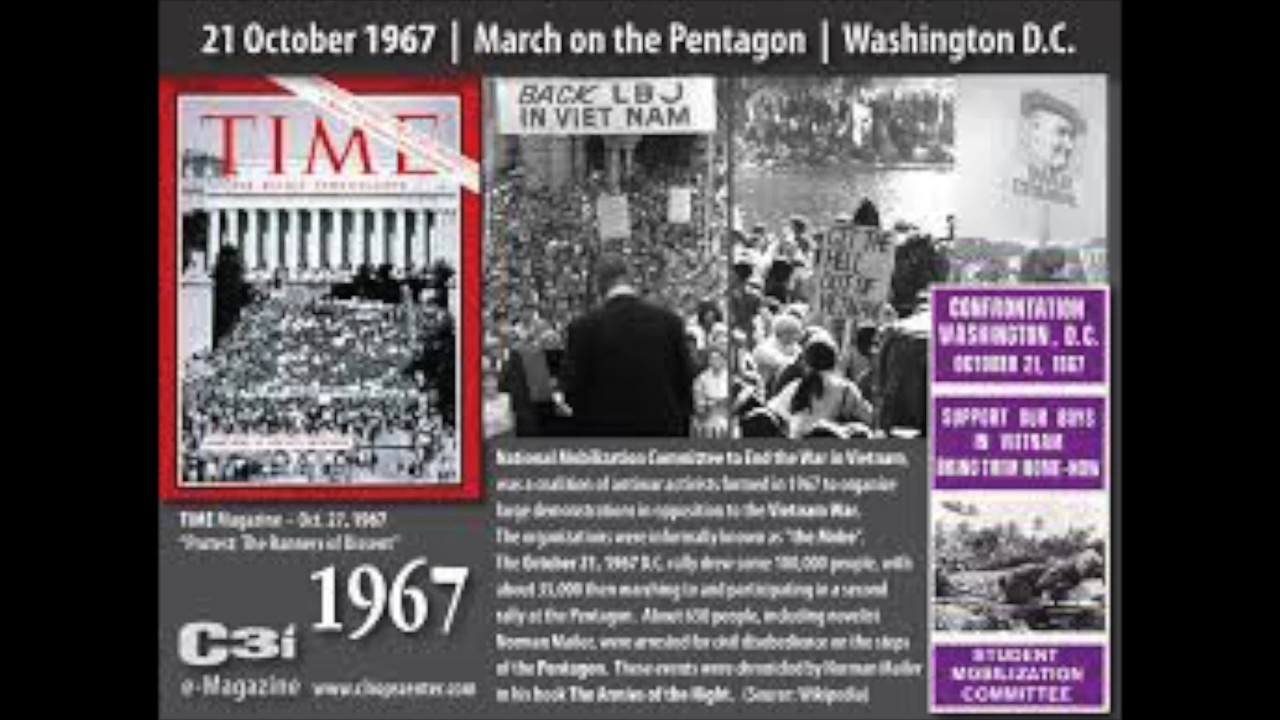 21 October 1967 | March on the Pentagon | Washington D.C.
TIME
BACK LBJ
IN VIET NAM
HELL
OUT OF
WAR
CRIMINAL
CONFRONTATION
WASHINGTON, D.C.
OCTOBER 21, 1967
SUPPORT OUR BOYS
IN VIETNAM
BRING THEM HOME-NOW
STUDENT
MOBILIZATION
COMMITTEE
TIME Magazine – Oct. 27, 1967
"Protest: The Banners of Dissent"
1967
C3i
e-Magazine
National Mobilization Committee to End the War in Vietnam,
was a coalition of antiwar activists formed in 1967 to organize
large demonstrations in opposition to the Vietnam War.
The organizations were informally known as "the Mobe".
The October 21, 1967 D.C. rally drew some 100,000 people, with
about 35,000 then marching to and participating in a second
rally at the Pentagon. About 650 people, including novelist
Norman Mailer, were arrested for civil disobedience on the steps
of the Pentagon. These events were chronicled by Norman Mailer
in his book The Armies of the Night. (Source: Wikipedia)